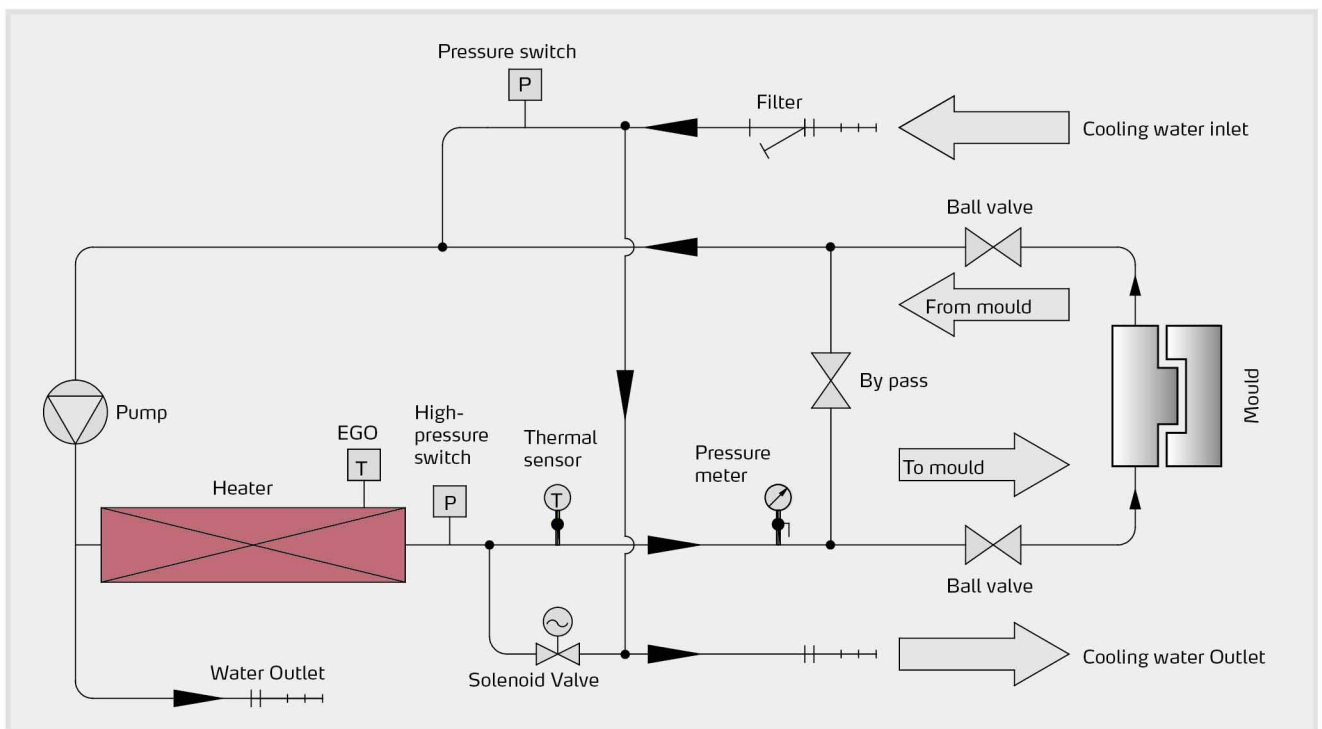 Pressure switch
P
Filter
Cooling water inlet
Ball valve
From mould
By pass
Mould
Pump
EGO
T
High-
pressure
switch
P
Thermal
sensor
T
Pressure
meter
To mould
Heater
Ball valve
Water Outlet
Solenoid Valve
Cooling water Outlet